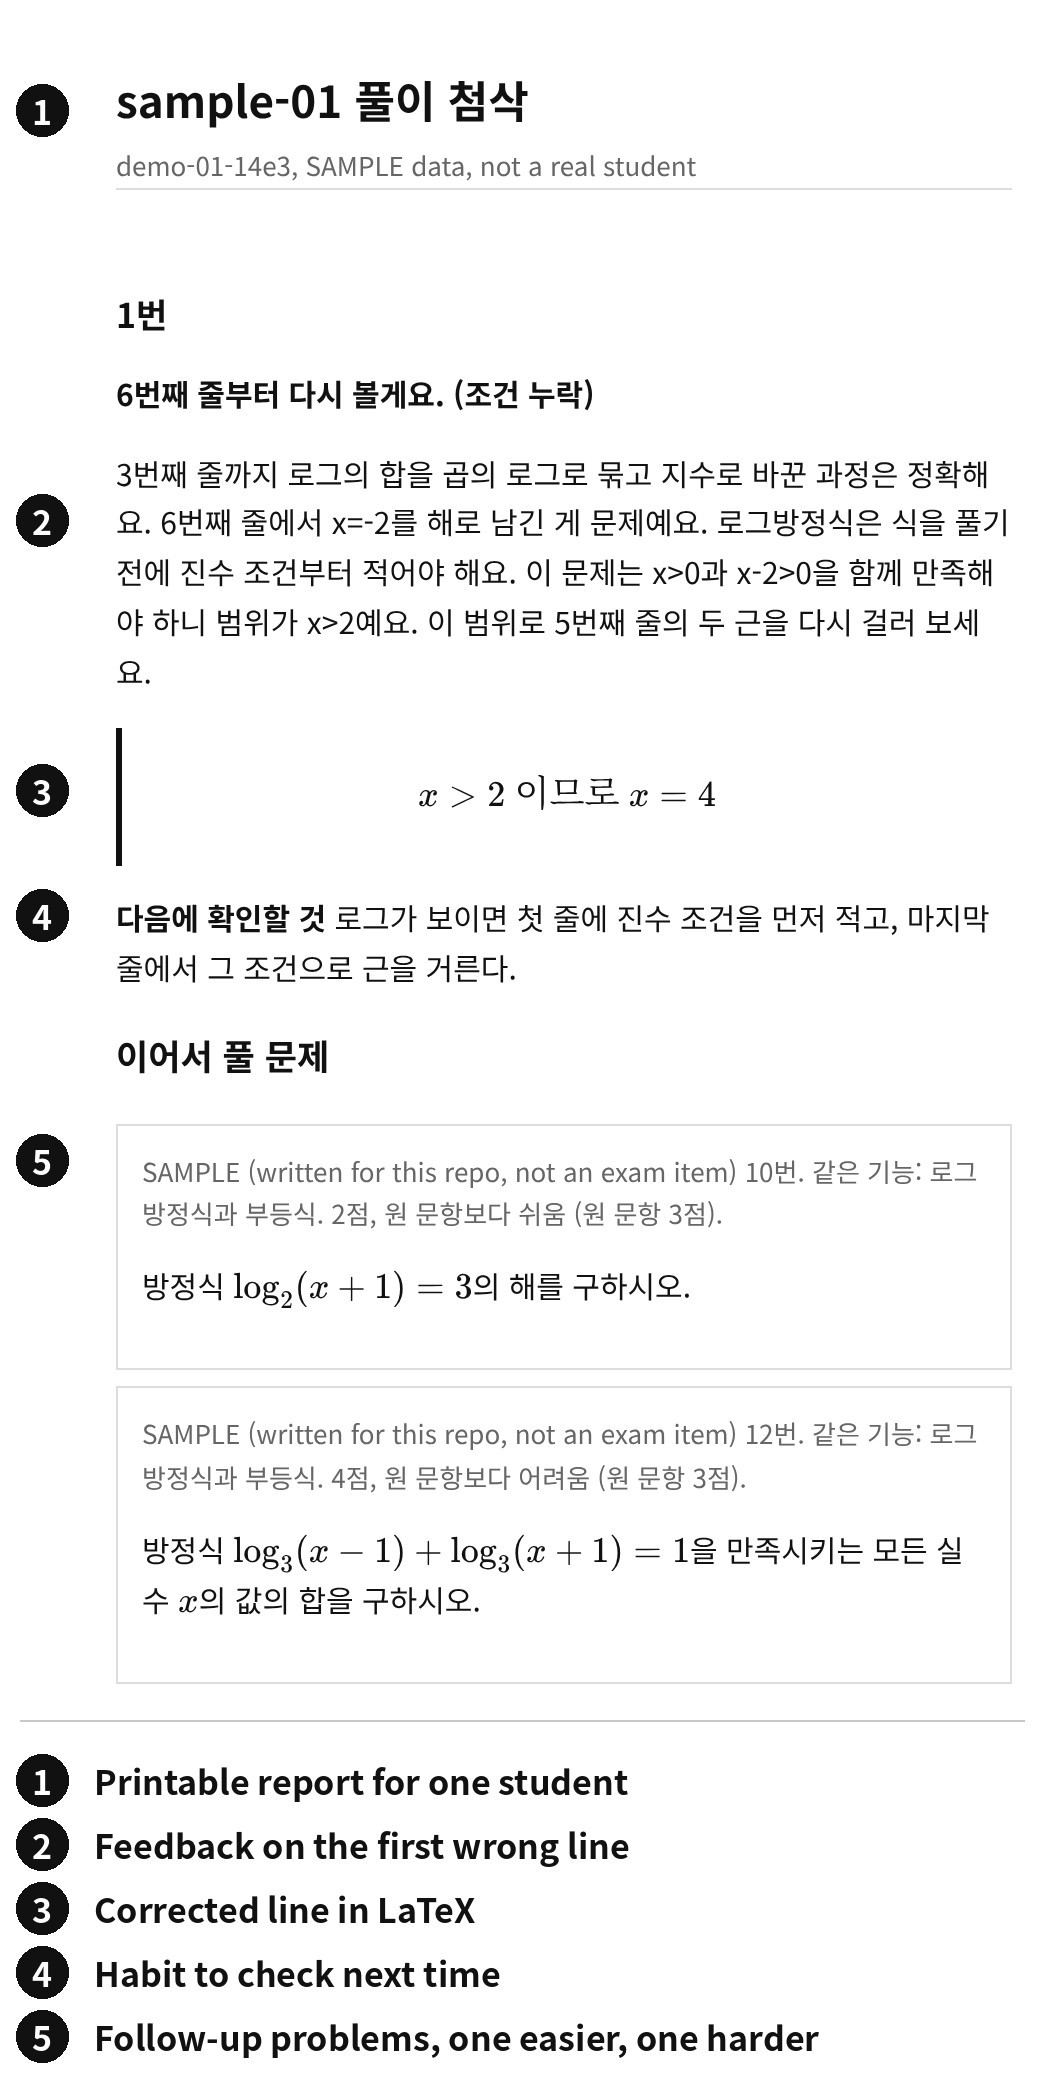 1 sample-01 풀이 첨삭
demo-01-14e3, SAMPLE data, not a real student
1번
6번째 줄부터 다시 볼게요. (조건 누락)
3번째 줄까지 로그의 합을 곱의 로그로 묶고 지수로 바꾼 과정은 정확해
2 요. 6번째 줄에서 x=-2를 해로 남긴 게 문제예요. 로그방정식은 식을 풀기
전에 진수 조건부터 적어야 해요. 이 문제는 x>0과 x-2>0을 함께 만족해
야 하니 범위가 x>2예요. 이 범위로 5번째 줄의 두 근을 다시 걸러 보세
요.
3 x > 2 이므로 x = 4
4 다음에 확인할 것 로그가 보이면 첫 줄에 진수 조건을 먼저 적고, 마지막
줄에서 그 조건으로 근을 거른다.
이어서 풀 문제
5 SAMPLE (written for this repo, not an exam item) 10번. 같은 기능: 로그
방정식과 부등식. 2점, 원 문항보다 쉬움 (원 문항 3점).
방정식 log₂(x + 1) = 3의 해를 구하시오.
SAMPLE (written for this repo, not an exam item) 12번. 같은 기능: 로그
방정식과 부등식. 4점, 원 문항보다 어려움 (원 문항 3점).
방정식 log₃(x − 1) + log₃(x + 1) = 1을 만족시키는 모든 실
수 x의 값의 합을 구하시오.
1 Printable report for one student
2 Feedback on the first wrong line
3 Corrected line in LaTeX
4 Habit to check next time
5 Follow-up problems, one easier, one harder